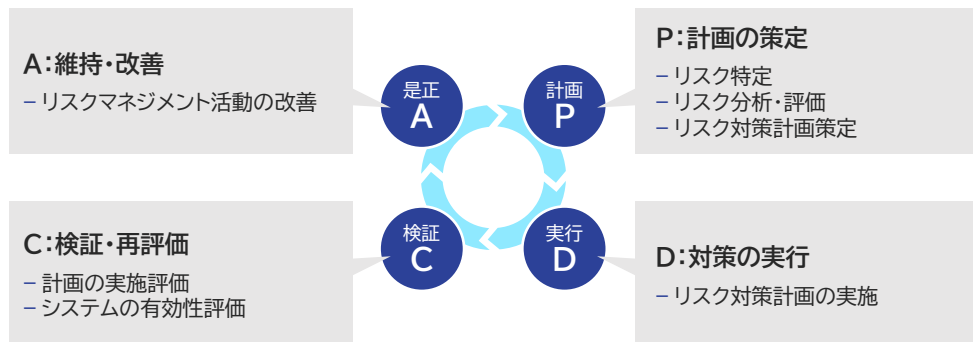 A:維持・改善
– リスクマネジメント活動の改善
是正
A
計画
P
P:計画の策定
– リスク特定
– リスク分析・評価
– リスク対策計画策定
C:検証・再評価
– 計画の実施評価
– システムの有効性評価
検証
C
実行
D
D:対策の実行
– リスク対策計画の実施